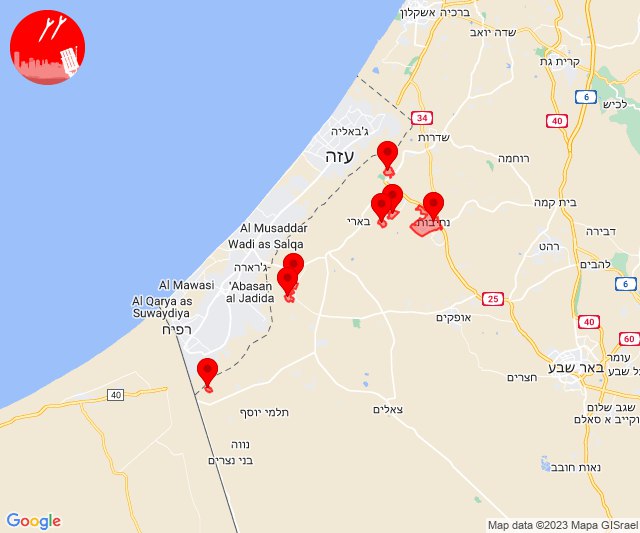 ברכיה
אשקלון
שדה יואב
קרית גת
6
לכיש
34
40
ג'באליה
שדרות
עזה
רוחמה
בית קמה
נתיבות
בארי
Al Musaddar
דבירה
רהט
Wadi as Salqa
להבים
ג'רארה
Al Mawasi
'Abasan
al Jadida
6
25
Al Qarya as
Suwaydiya
רפיח
אופקים
40
60
עומר
תל שבע
באר שבע
חצרים
40
תלמי יוסף
צאלים
שגב שלום
נווה
בני נצרים
נאות חובב
Google
Map data ©2023 Mapa GISrael